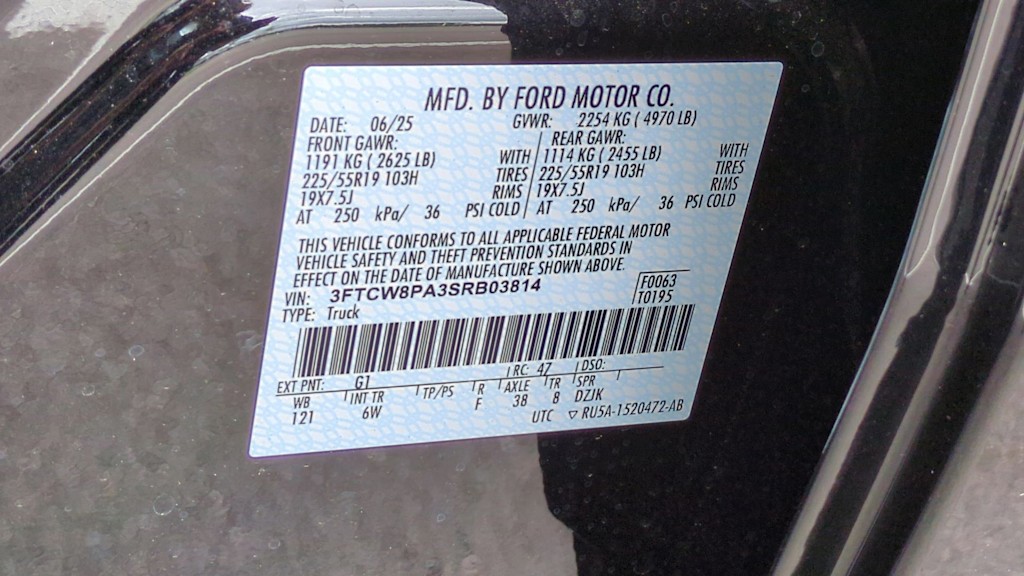 MFD. BY FORD MOTOR CO.
DATE: 06/25 GVWR: 2254 KG ( 4970 LB)
FRONT GAWR: REAR GAWR:
1191 KG ( 2625 LB) WITH 1114 KG ( 2455 LB) WITH
225/55R19 103H TIRES 225/55R19 103H TIRES
19X7.5J RIMS 19X7.5J RIMS
AT 250 kPa/ 36 PSI COLD AT 250 kPa/ 36 PSI COLD
THIS VEHICLE CONFORMS TO ALL APPLICABLE FEDERAL MOTOR
VEHICLE SAFETY AND THEFT PREVENTION STANDARDS IN
EFFECT ON THE DATE OF MANUFACTURE SHOWN ABOVE.
VIN: 3FTCW8PA3SRB03814 F0063
TYPE: Truck T0195
EXT PNT: G1 RC: 47 DSO:
WB INT TR TP/PS R AXLE TR SPR
121 6W F 38 8 DZJK
UTC ▽ RU5A-1520472-AB